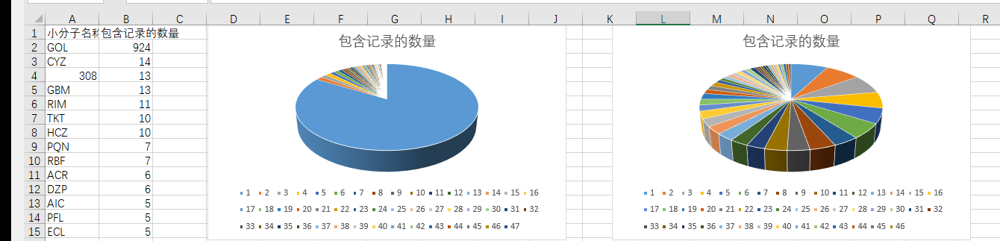 A B C D E F G H I J K L M N O P Q R
1 小分子名称 包含记录的数量
2 GOL 924
3 CYZ 14
4 308 13
5 GBM 13
6 RIM 11
7 TKT 10
8 HCZ 10
9 PQN 7
10 RBF 7
11 ACR 6
12 DZP 6
13 AIC 5
14 PFL 5
15 ECL 5
包含记录的数量
1 2 3 4 5 6 7 8 9 10 11 12 13 14 15 16
17 18 19 20 21 22 23 24 25 26 27 28 29 30 31 32
33 34 35 36 37 38 39 40 41 42 43 44 45 46 47
包含记录的数量
1 2 3 4 5 6 7 8 9 10 11 12 13 14 15 16
17 18 19 20 21 22 23 24 25 26 27 28 29 30 31 32
33 34 35 36 37 38 39 40 41 42 43 44 45 46